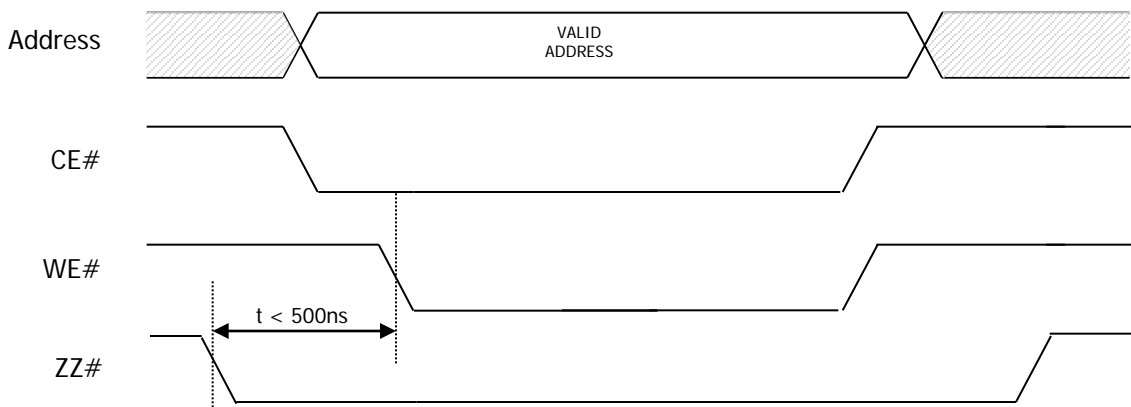 Address
VALID
ADDRESS
CE#
WE#
t < 500ns
ZZ#